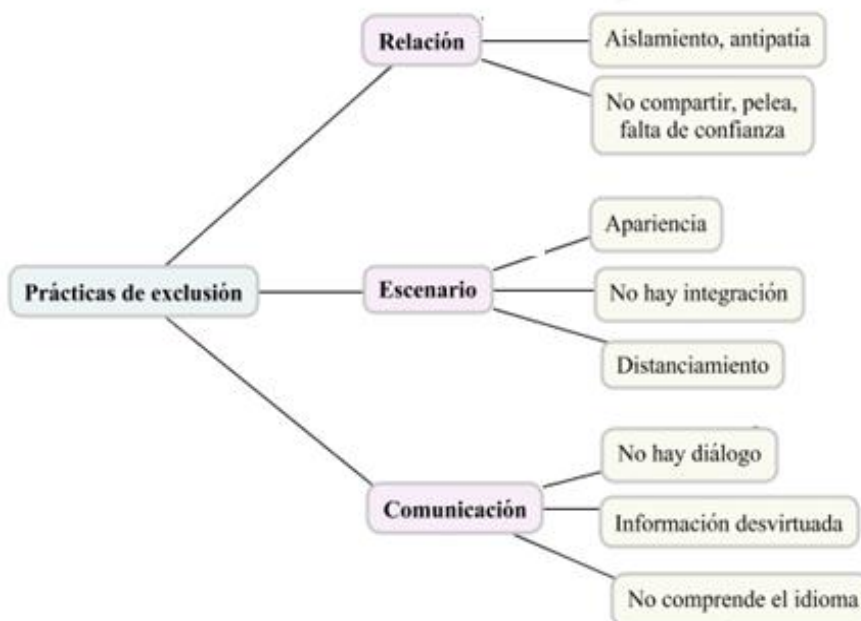 Relación
Aislamiento, antipatía
No compartir, pelea,
falta de confianza
Apariencia
Prácticas de exclusión
Escenario
No hay integración
Distanciamiento
No hay diálogo
Comunicación
Información desvirtuada
No comprende el idioma